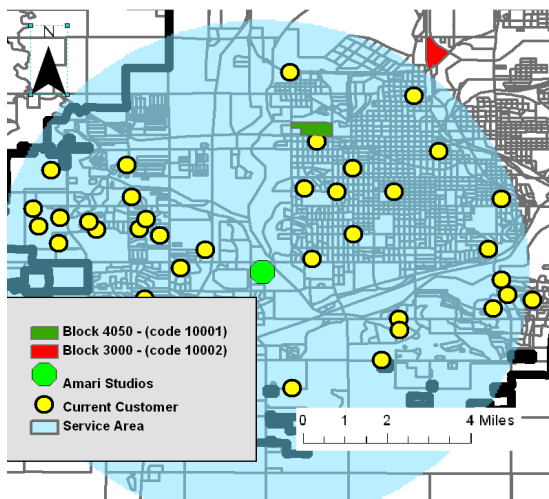 N
Block 4050 - (code 10001)
Block 3000 - (code 10002)
Amari Studios
Current Customer
Service Area
0 1 2 4 Miles